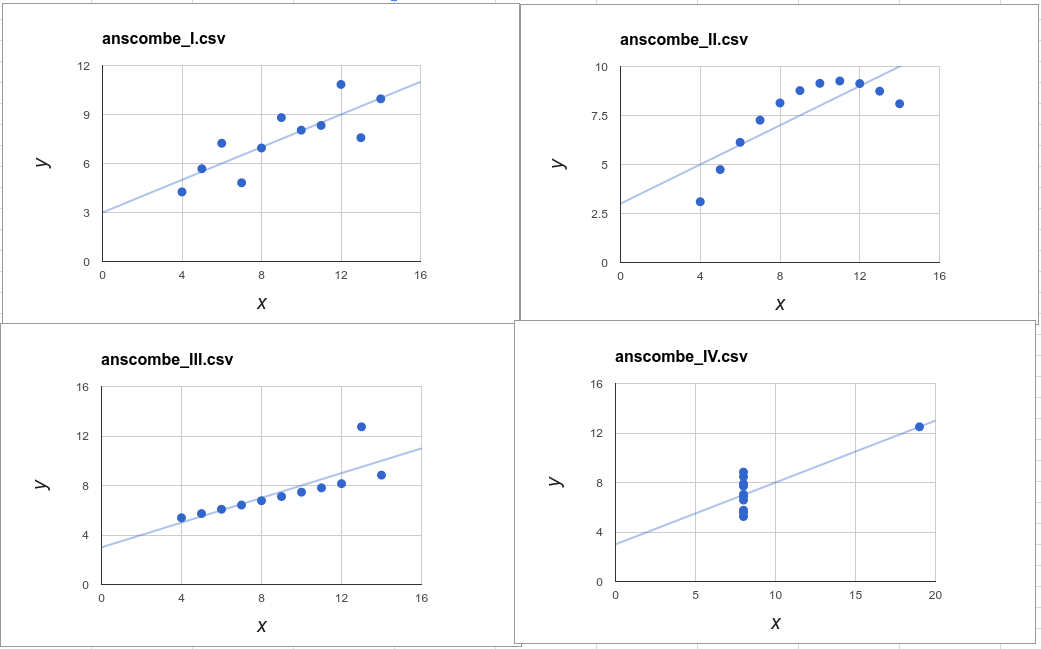 anscombe_I.csv
12
9
6
3
0
y
0 4 8 12 16
x
anscombe_II.csv
10
7.5
5
2.5
0
y
0 4 8 12 16
x
anscombe_III.csv
16
12
8
4
0
y
0 4 8 12 16
x
anscombe_IV.csv
16
12
8
4
0
y
0 5 10 15 20
x